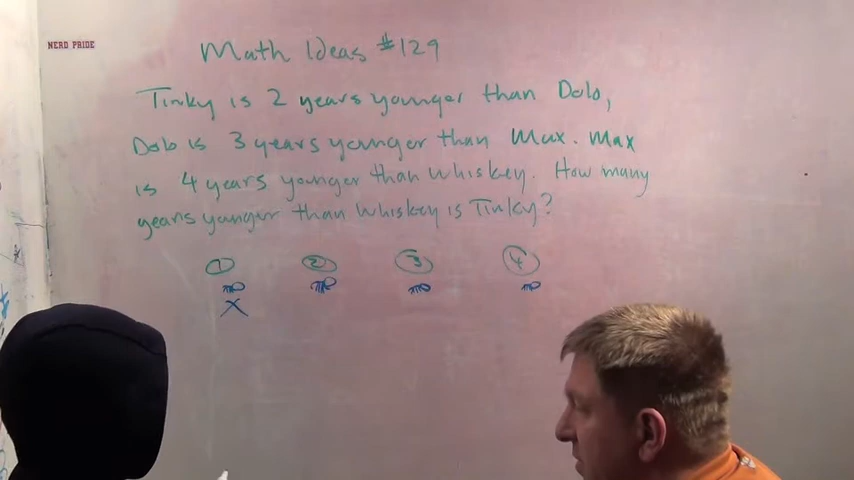 NERD PRIDE
Math Ideas #129
Tinky is 2 years younger than Dolo,
Dolo is 3 years younger than Max. Max
is 4 years younger than Whiskey. How many
years younger than Whiskey is Tinky?
1 2 3 4
X